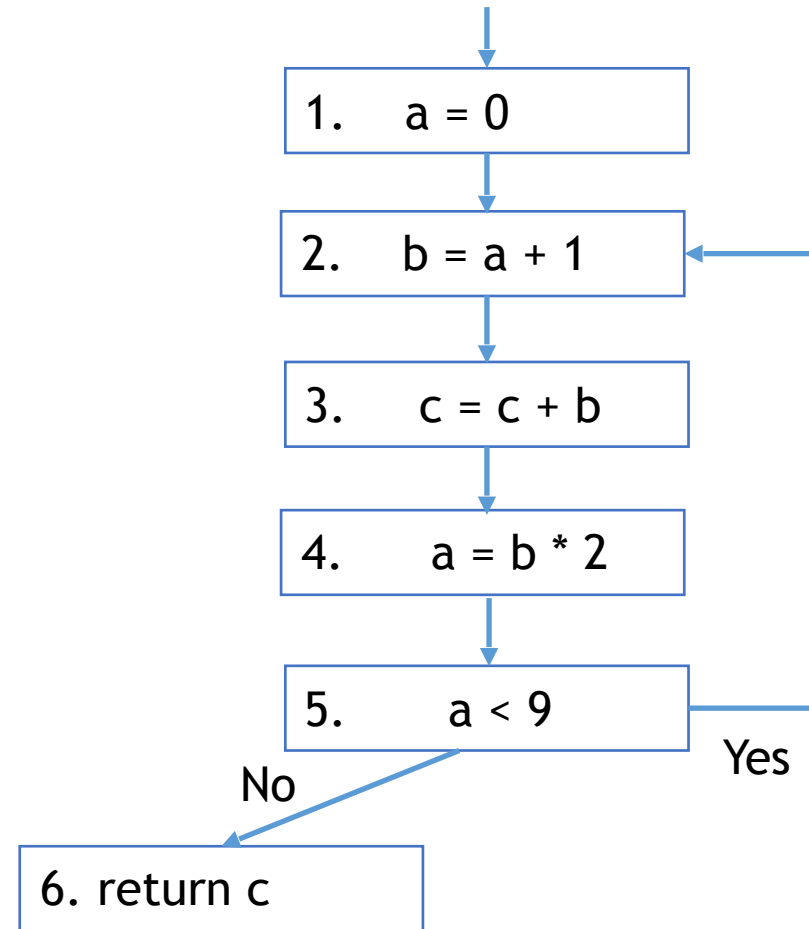 1. a = 0
2. b = a + 1
3. c = c + b
4. a = b * 2
5. a < 9
Yes
No
6. return c